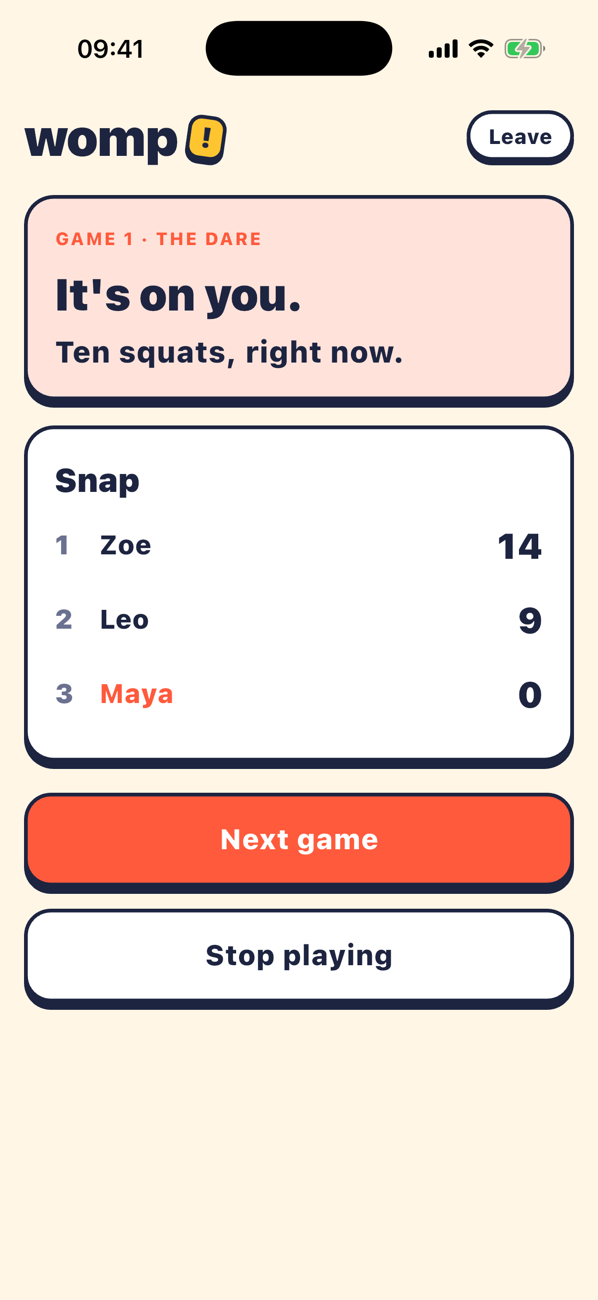 09:41
womp!
Leave
GAME 1 · THE DARE
It's on you.
Ten squats, right now.
Snap
1 Zoe 14
2 Leo 9
3 Maya 0
Next game
Stop playing